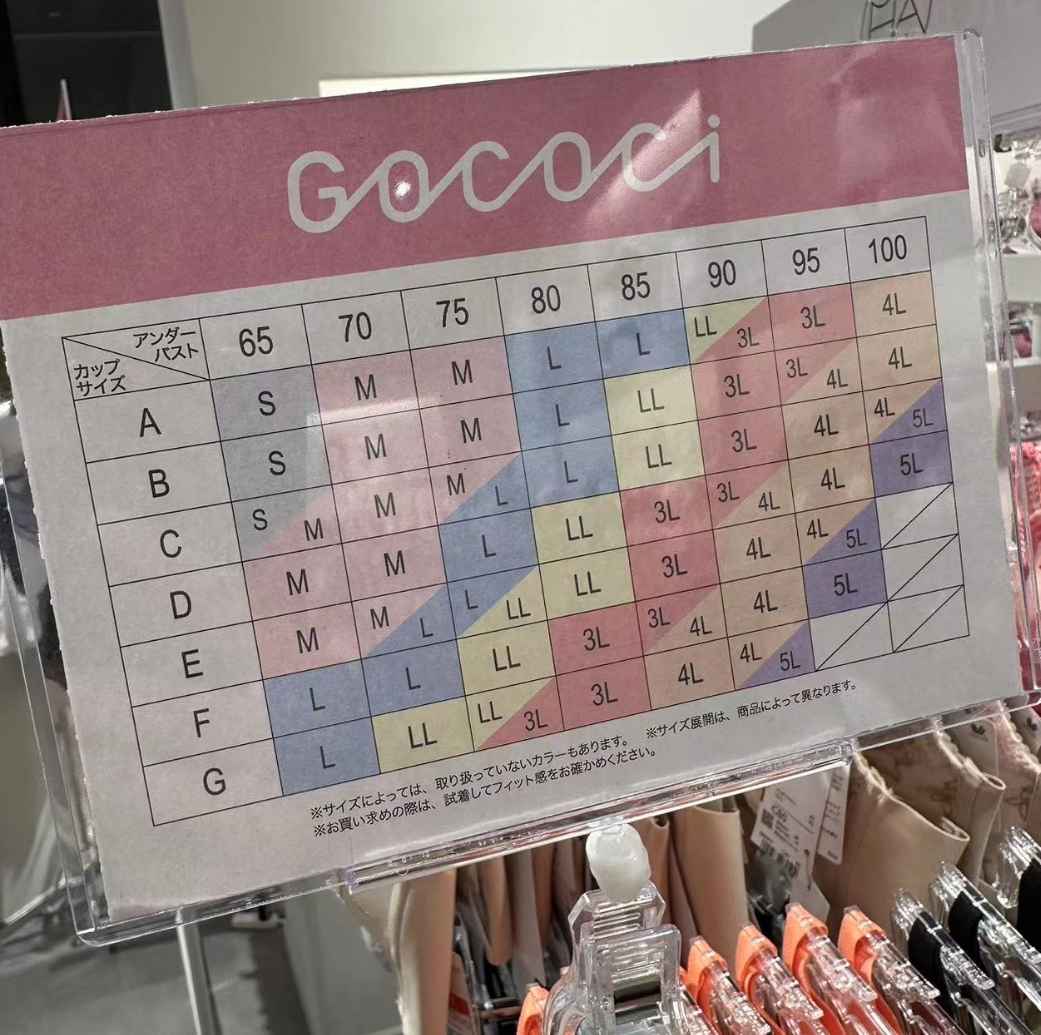 Gococi
アンダーバスト
カップサイズ
65 70 75 80 85 90 95 100
A S M M L L LL 3L 3L 4L
B S M M L LL 3L 3L 4L 4L
C S M M M L L LL 3L 4L 4L 5L
D M M L LL 3L 3L 4L 4L 5L
E M M L L LL LL 3L 4L 4L 5L
F L L LL 3L 3L 4L 4L 5L
G L LL LL 3L 3L 4L 4L 5L
※サイズによっては、取り扱っていないカラーもあります。 ※サイズ展開は、商品によって異なります。
※お買い求めの際は、試着してフィット感をお確かめください。